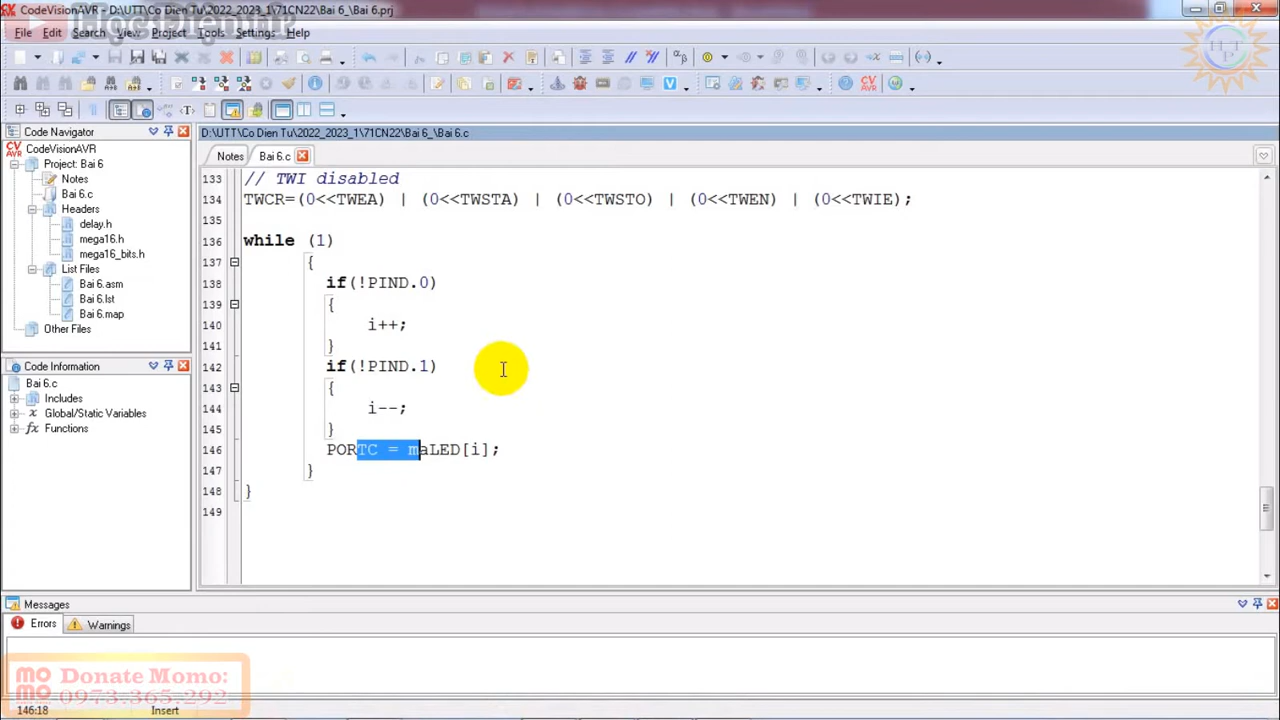 CodeVisionAVR - D:\UTT\Co Dien Tu\2022_2023_1\71CN22\Bai 6_\Bai 6.prj
File Edit Search View Project Tools Settings Help
HTP
Code Navigator
CodeVisionAVR
Project: Bai 6
Notes
Bai 6.c
Headers
delay.h
mega16.h
mega16_bits.h
List Files
Bai 6.asm
Bai 6.lst
Bai 6.map
Other Files
Code Information
Bai 6.c
Includes
Global/Static Variables
Functions
D:\UTT\Co Dien Tu\2022_2023_1\71CN22\Bai 6_\Bai 6.c
Notes Bai 6.c
133 // TWI disabled
134 TWCR=(0<<TWEA) | (0<<TWSTA) | (0<<TWSTO) | (0<<TWEN) | (0<<TWIE);
135
136 while (1)
137 {
138 if(!PIND.0)
139 {
140 i++;
141 }
142 if(!PIND.1)
143 {
144 i--;
145 }
146 PORTC = maLED[i];
147 }
148 }
149
Messages
Errors Warnings
mo Donate Momo:
mo 0973.365.292
146:18 Insert